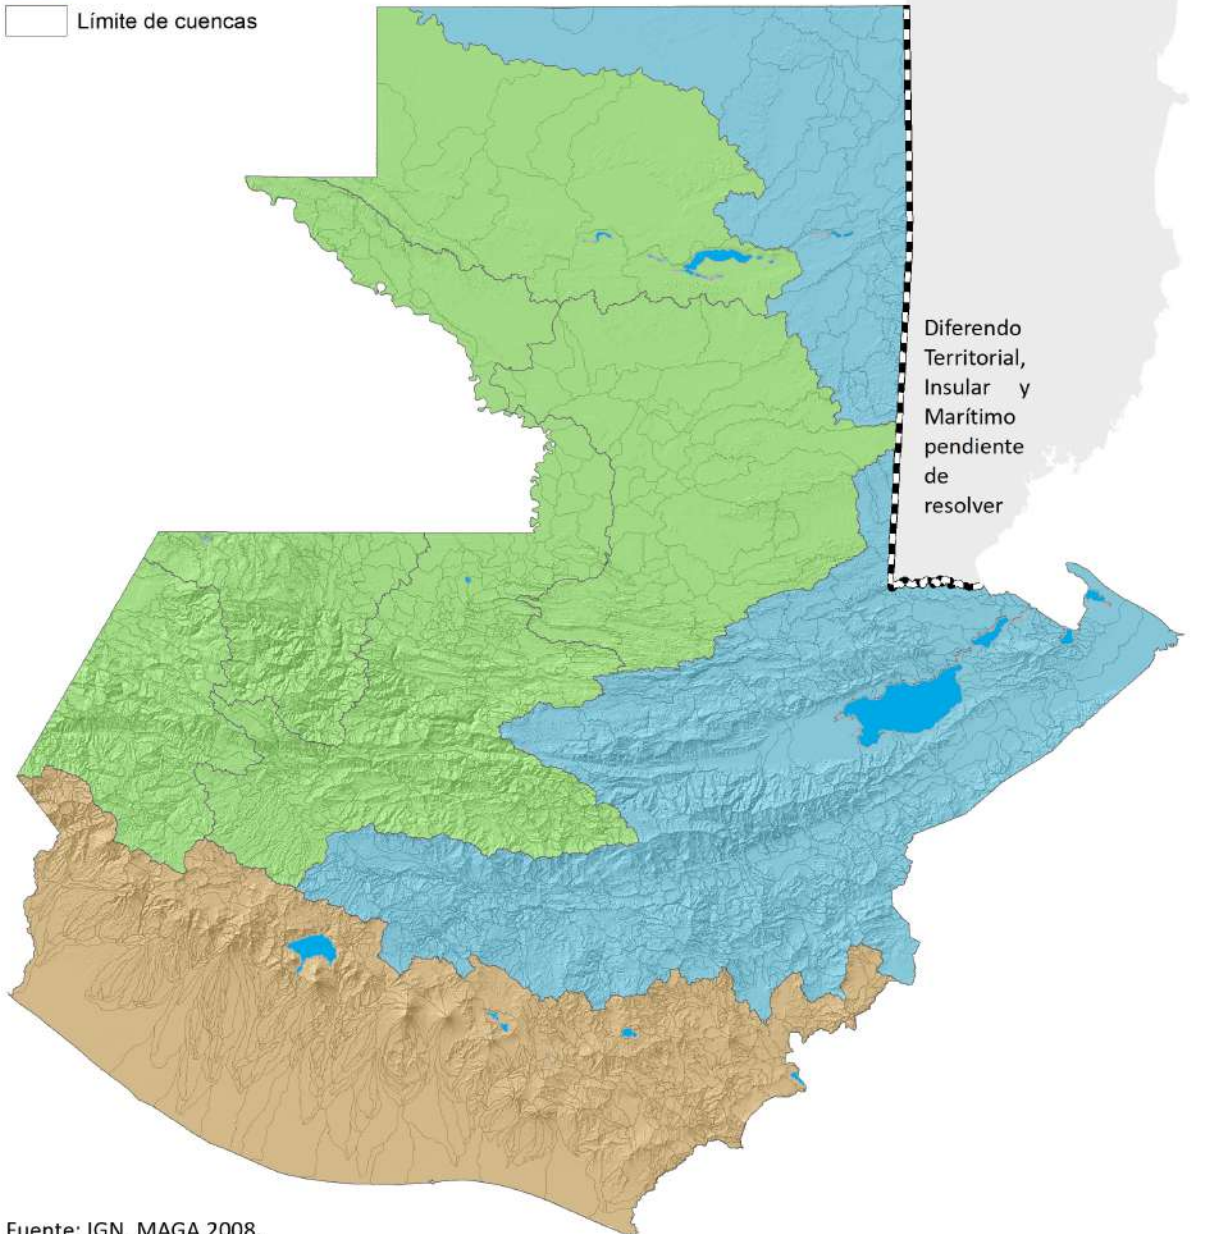 Límite de cuencas
Diferendo
Territorial,
Insular y
Marítimo
pendiente
de
resolver
Fuente: IGN, MAGA 2008.